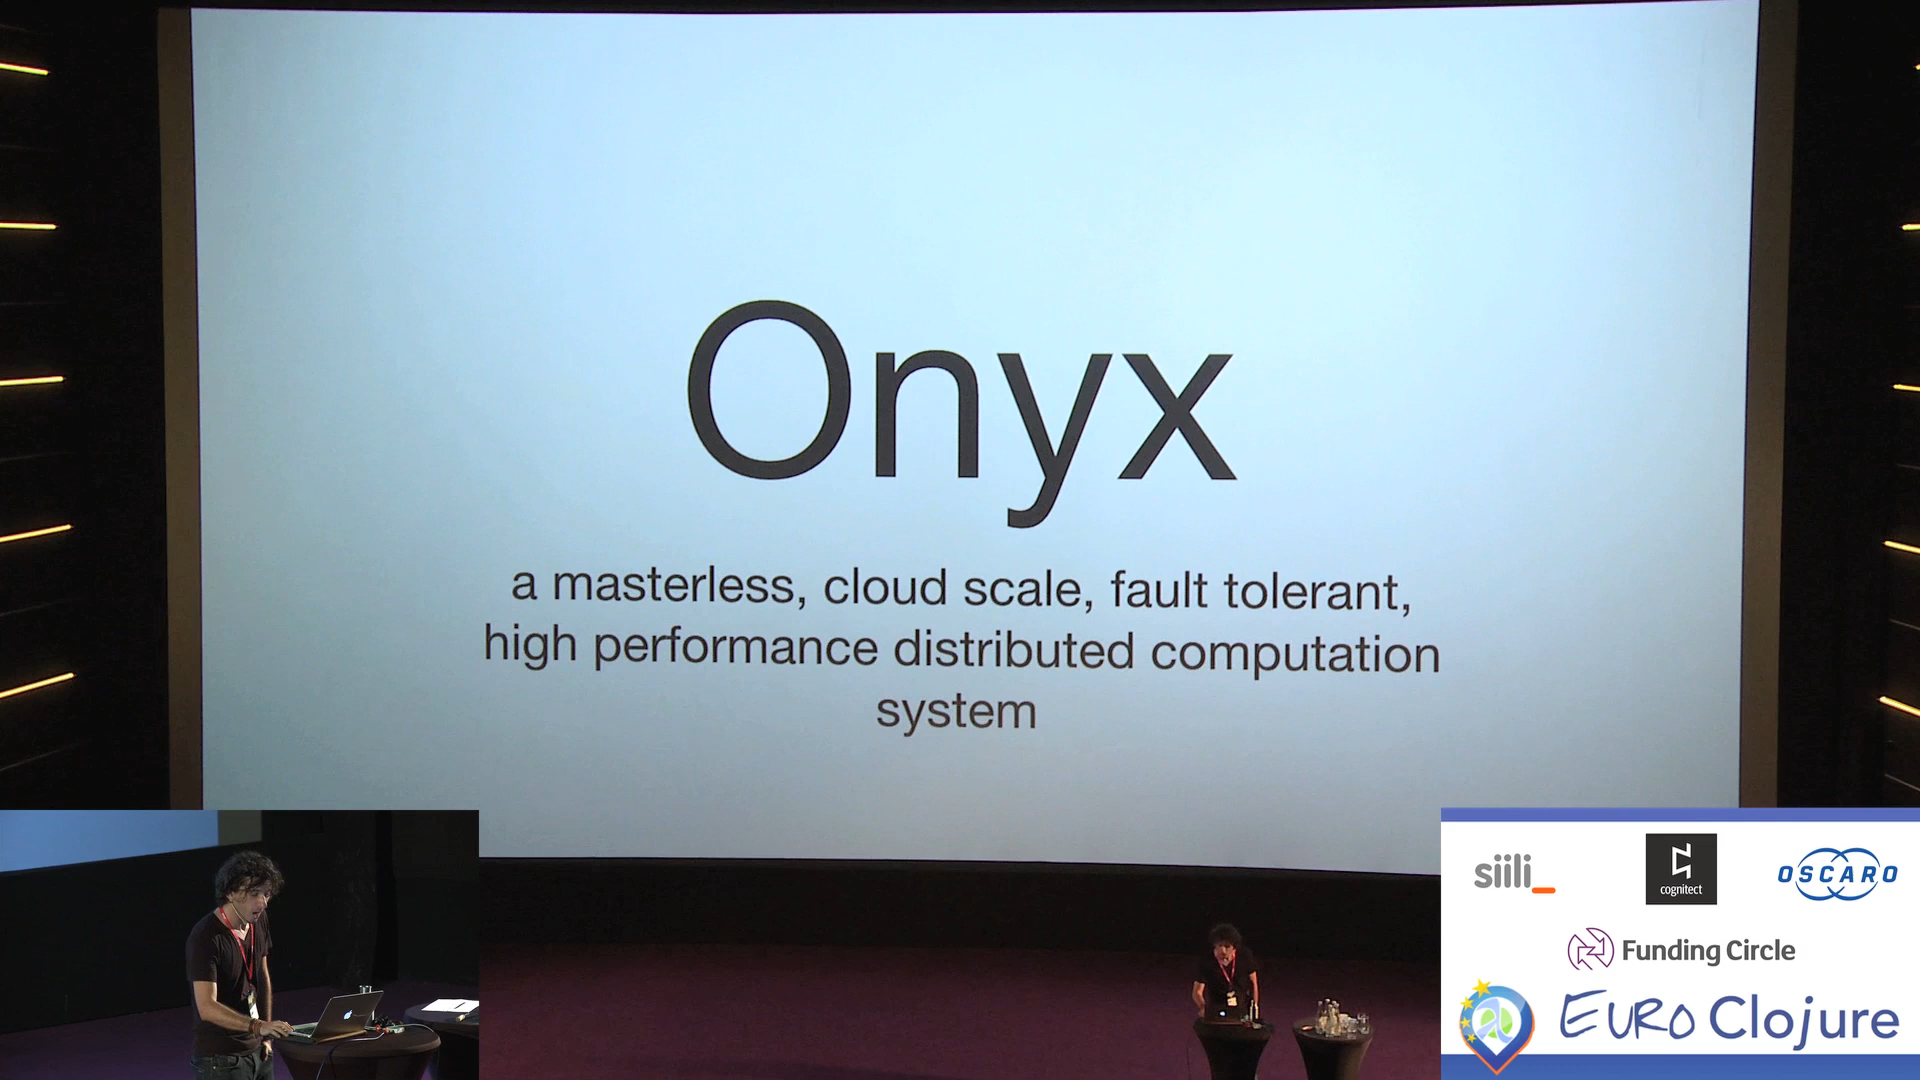 Onyx
a masterless, cloud scale, fault tolerant,
high performance distributed computation
system
siili_
cognitect
OSCARO
Funding Circle
EURO Clojure